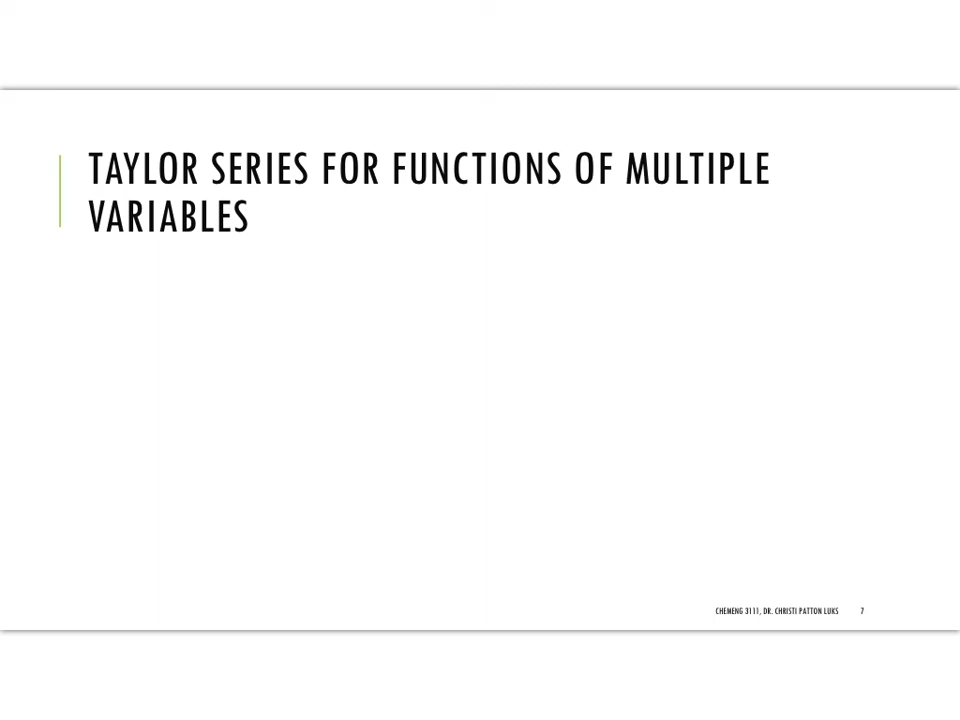 TAYLOR SERIES FOR FUNCTIONS OF MULTIPLE
VARIABLES
CHEMENG 3111, DR. CHRISTI PATTON LUKS 7